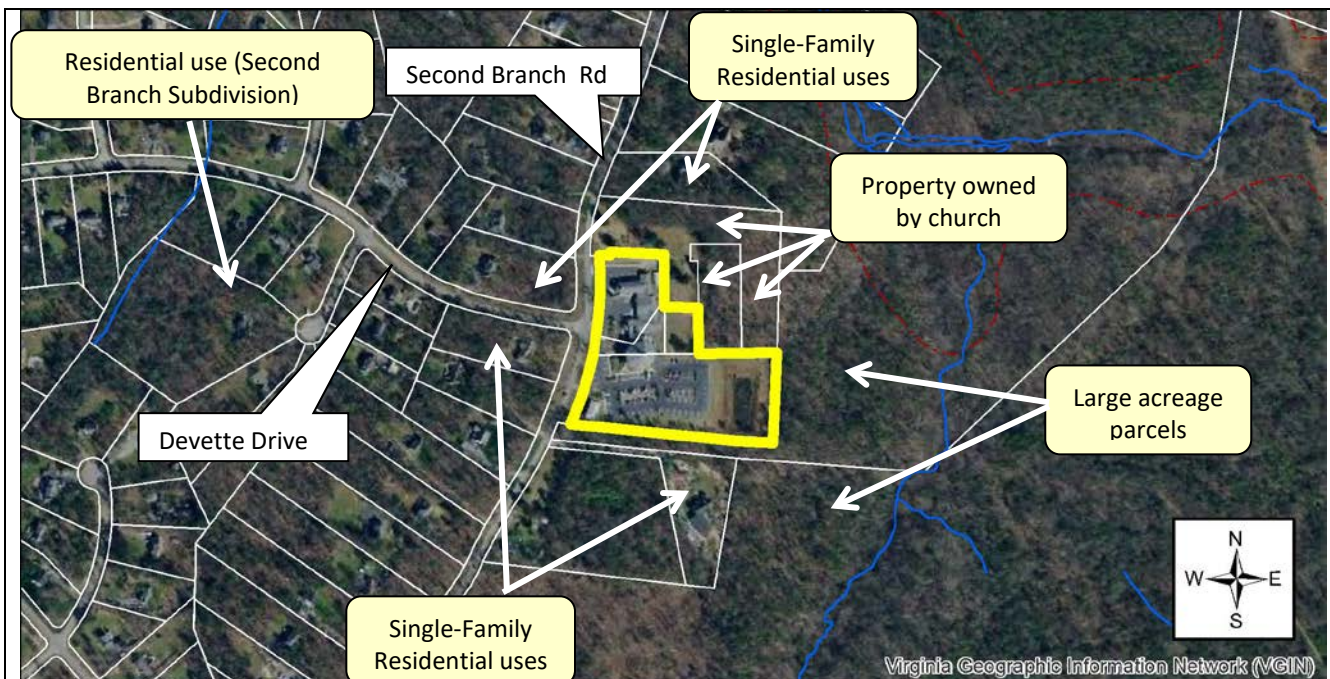 Residential use (Second
Branch Subdivision)
Second Branch  Rd
Single-Family
Residential uses
Property owned
by church
Large acreage
parcels
Devette Drive
Single-Family
Residential uses
N
W E
S
Virginia Geographic Information Network (VGIN)